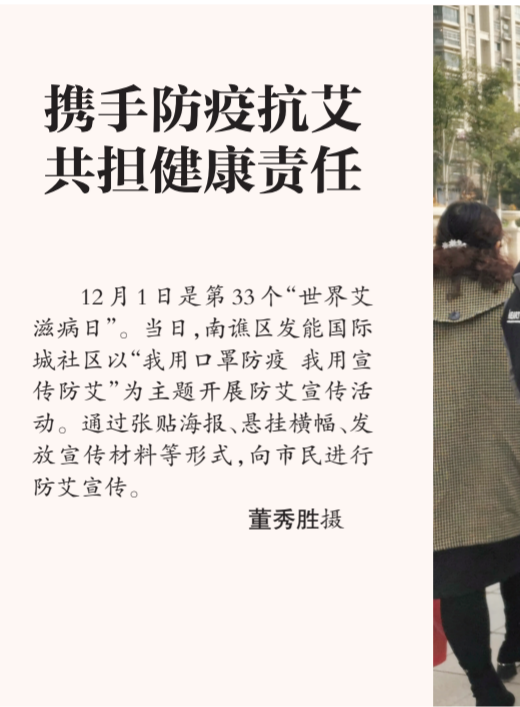 携手防疫抗艾
共担健康责任
12月1日是第33个“世界艾
滋病日”。当日,南谯区发能国际
城社区以“我用口罩防疫 我用宣
传防艾”为主题开展防艾宣传活
动。通过张贴海报、悬挂横幅、发
放宣传材料等形式,向市民进行
防艾宣传。
董秀胜摄